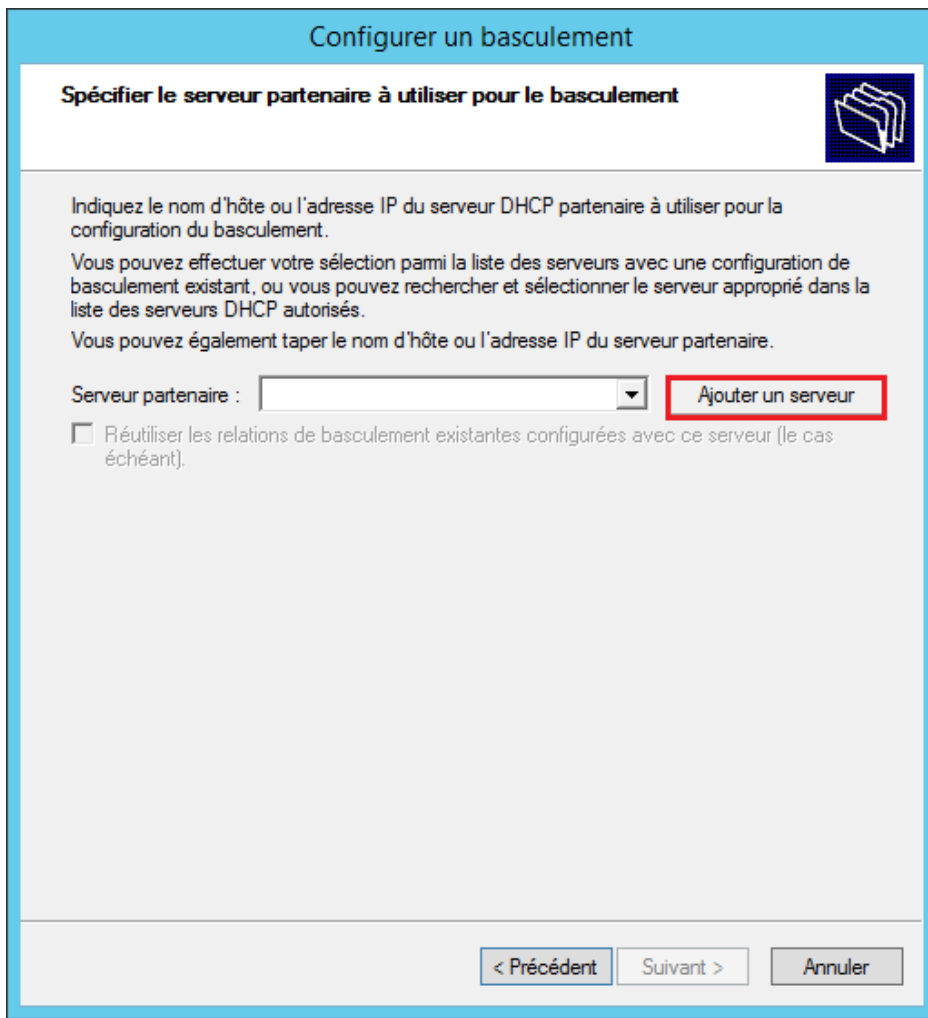 Configurer un basculement
Spécifier le serveur partenaire à utiliser pour le basculement
Indiquez le nom d'hôte ou l'adresse IP du serveur DHCP partenaire à utiliser pour la
configuration du basculement.
Vous pouvez effectuer votre sélection parmi la liste des serveurs avec une configuration de
basculement existant, ou vous pouvez rechercher et sélectionner le serveur approprié dans la
liste des serveurs DHCP autorisés.
Vous pouvez également taper le nom d'hôte ou l'adresse IP du serveur partenaire.
Serveur partenaire : Ajouter un serveur
Réutiliser les relations de basculement existantes configurées avec ce serveur (le cas
échéant).
< Précédent Suivant > Annuler